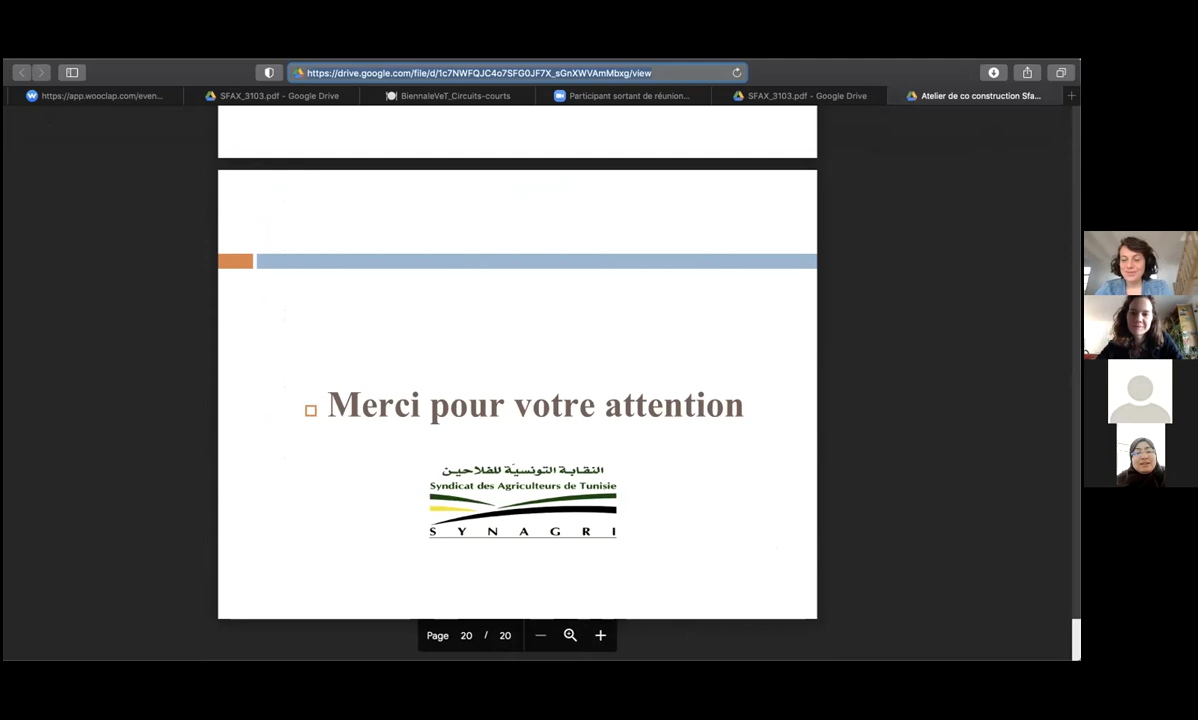 https://drive.google.com/file/d/1c7NWFQJC4o7SFG0JF7X_sGnXWVAmMbxg/view
https://app.wooclap.com/even...
SFAX_3103.pdf - Google Drive
BiennaleVeT_Circuits-courts
Participant sortant de réunion...
SFAX_3103.pdf - Google Drive
Atelier de co construction Sfa...
Merci pour votre attention
النقابة التونسيّة للفلاحين
Syndicat des Agriculteurs de Tunisie
SYNAGRI
Page 20 / 20